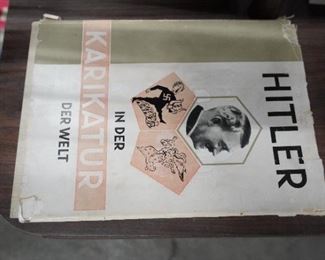 HITLER
IN DER
KARIKATUR
DER WELT